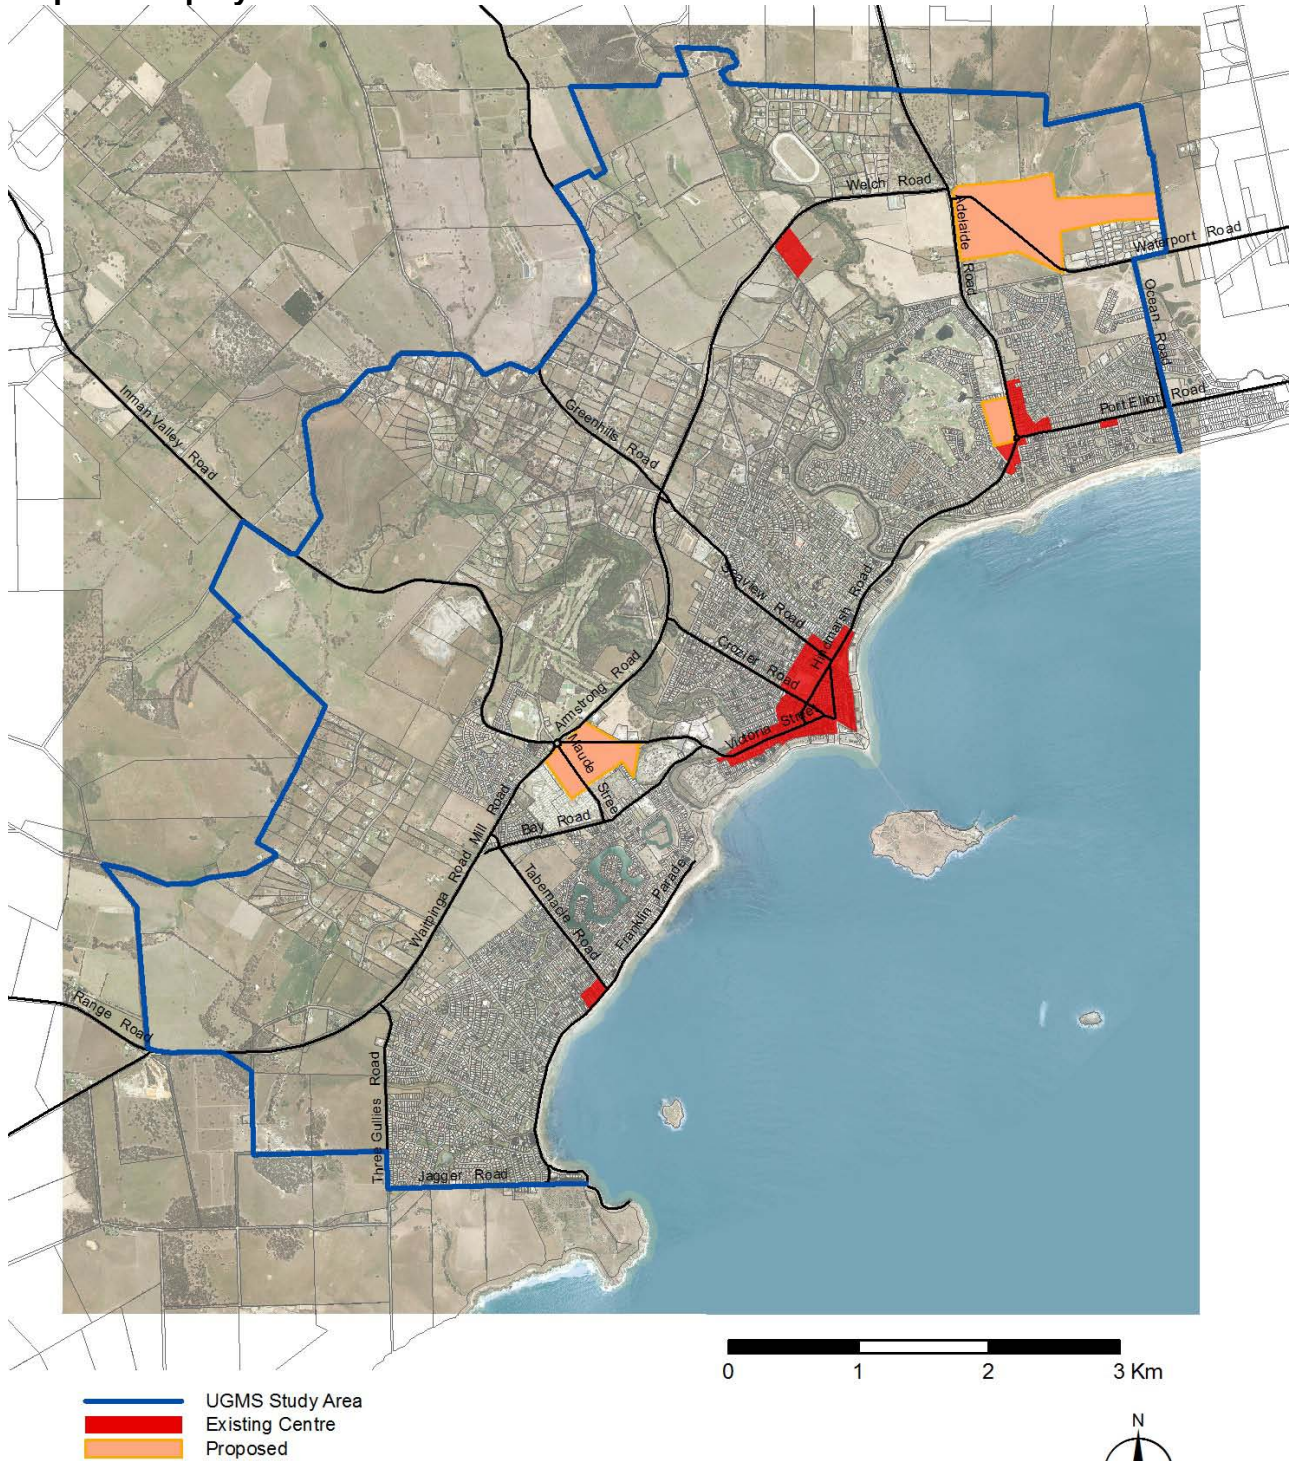 Welch Road
Adelaide Road
Waterport Road
Ocean Road
Port Elliot Road
Inman Valley Road
Greenhills Road
Seaview Road
Hindmarsh Road
Crozier Road
Armstrong Road
Victoria Street
Maude Stree
Bay Road
Mill Road
Waitpinga Road
Tabernacle Road
Franklin Parade
Range Road
Three Gullies Road
Jagger Road
0 1 2 3 Km
UGMS Study Area
Existing Centre
Proposed
N